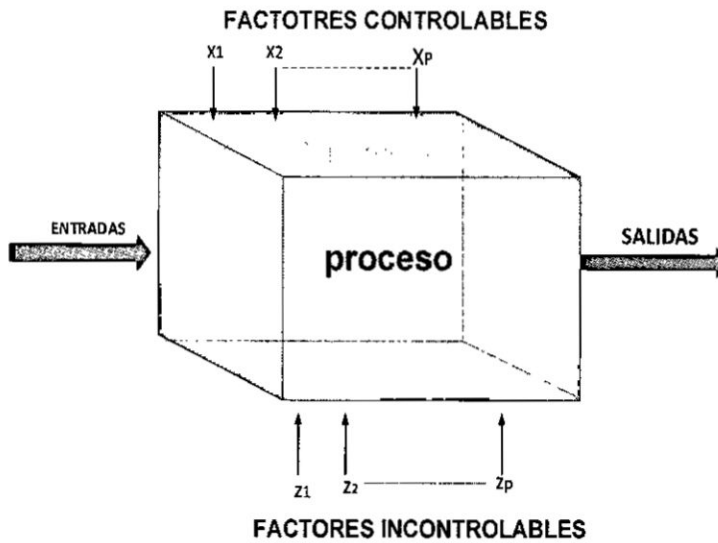 FACTOTRES CONTROLABLES
X1 X2 Xp
ENTRADAS
proceso
SALIDAS
Z1 Z2 Zp
FACTORES INCONTROLABLES